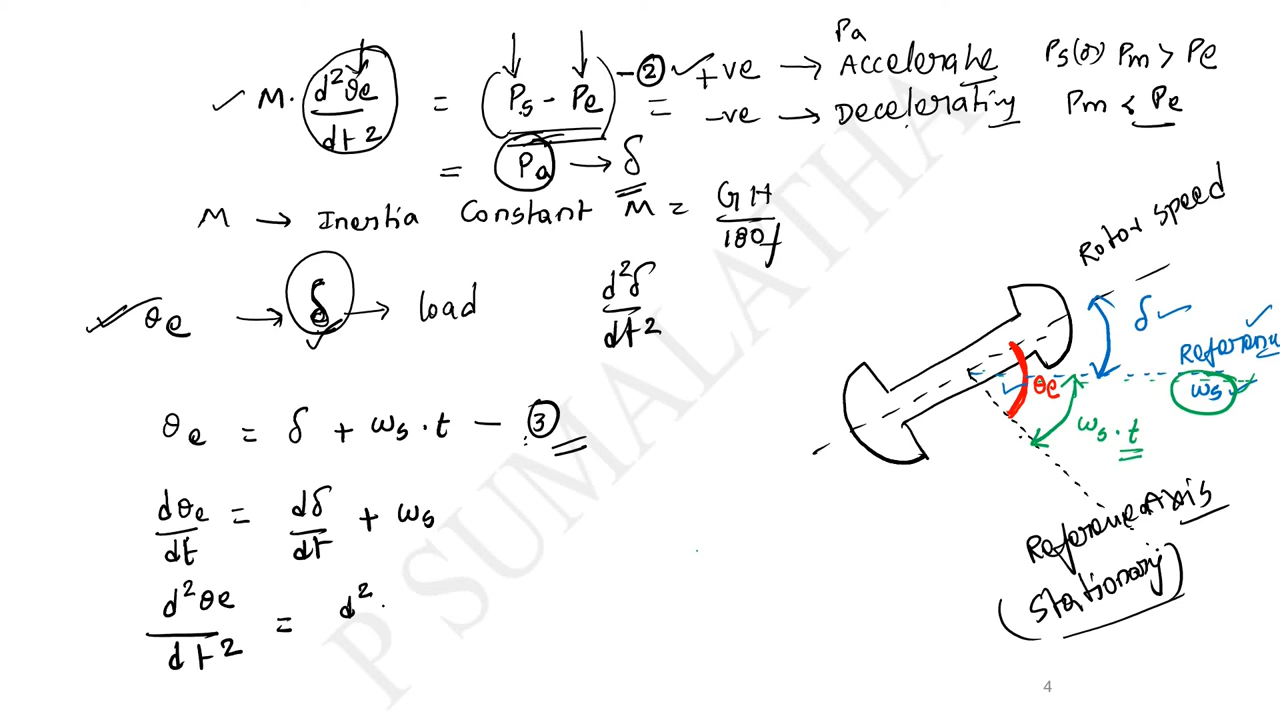 Pa
M. d²θe/dt² = (Ps - Pe) - ② ✓ +ve → Accelerate Ps(or) Pm > Pe
= -ve → Decelerating Pm < Pe
= Pa → δ
M → Inertia Constant M = GH/180f
θe → δ → load d²δ/dt²
Rotor speed
δ
Reference
ωs
θe
ωs · t
θe = δ + ωs · t - ③
dθe/dt = dδ/dt + ωs
Reference Axis
(Stationary)
d²θe/dt² = d²
P SUMALATHA
4